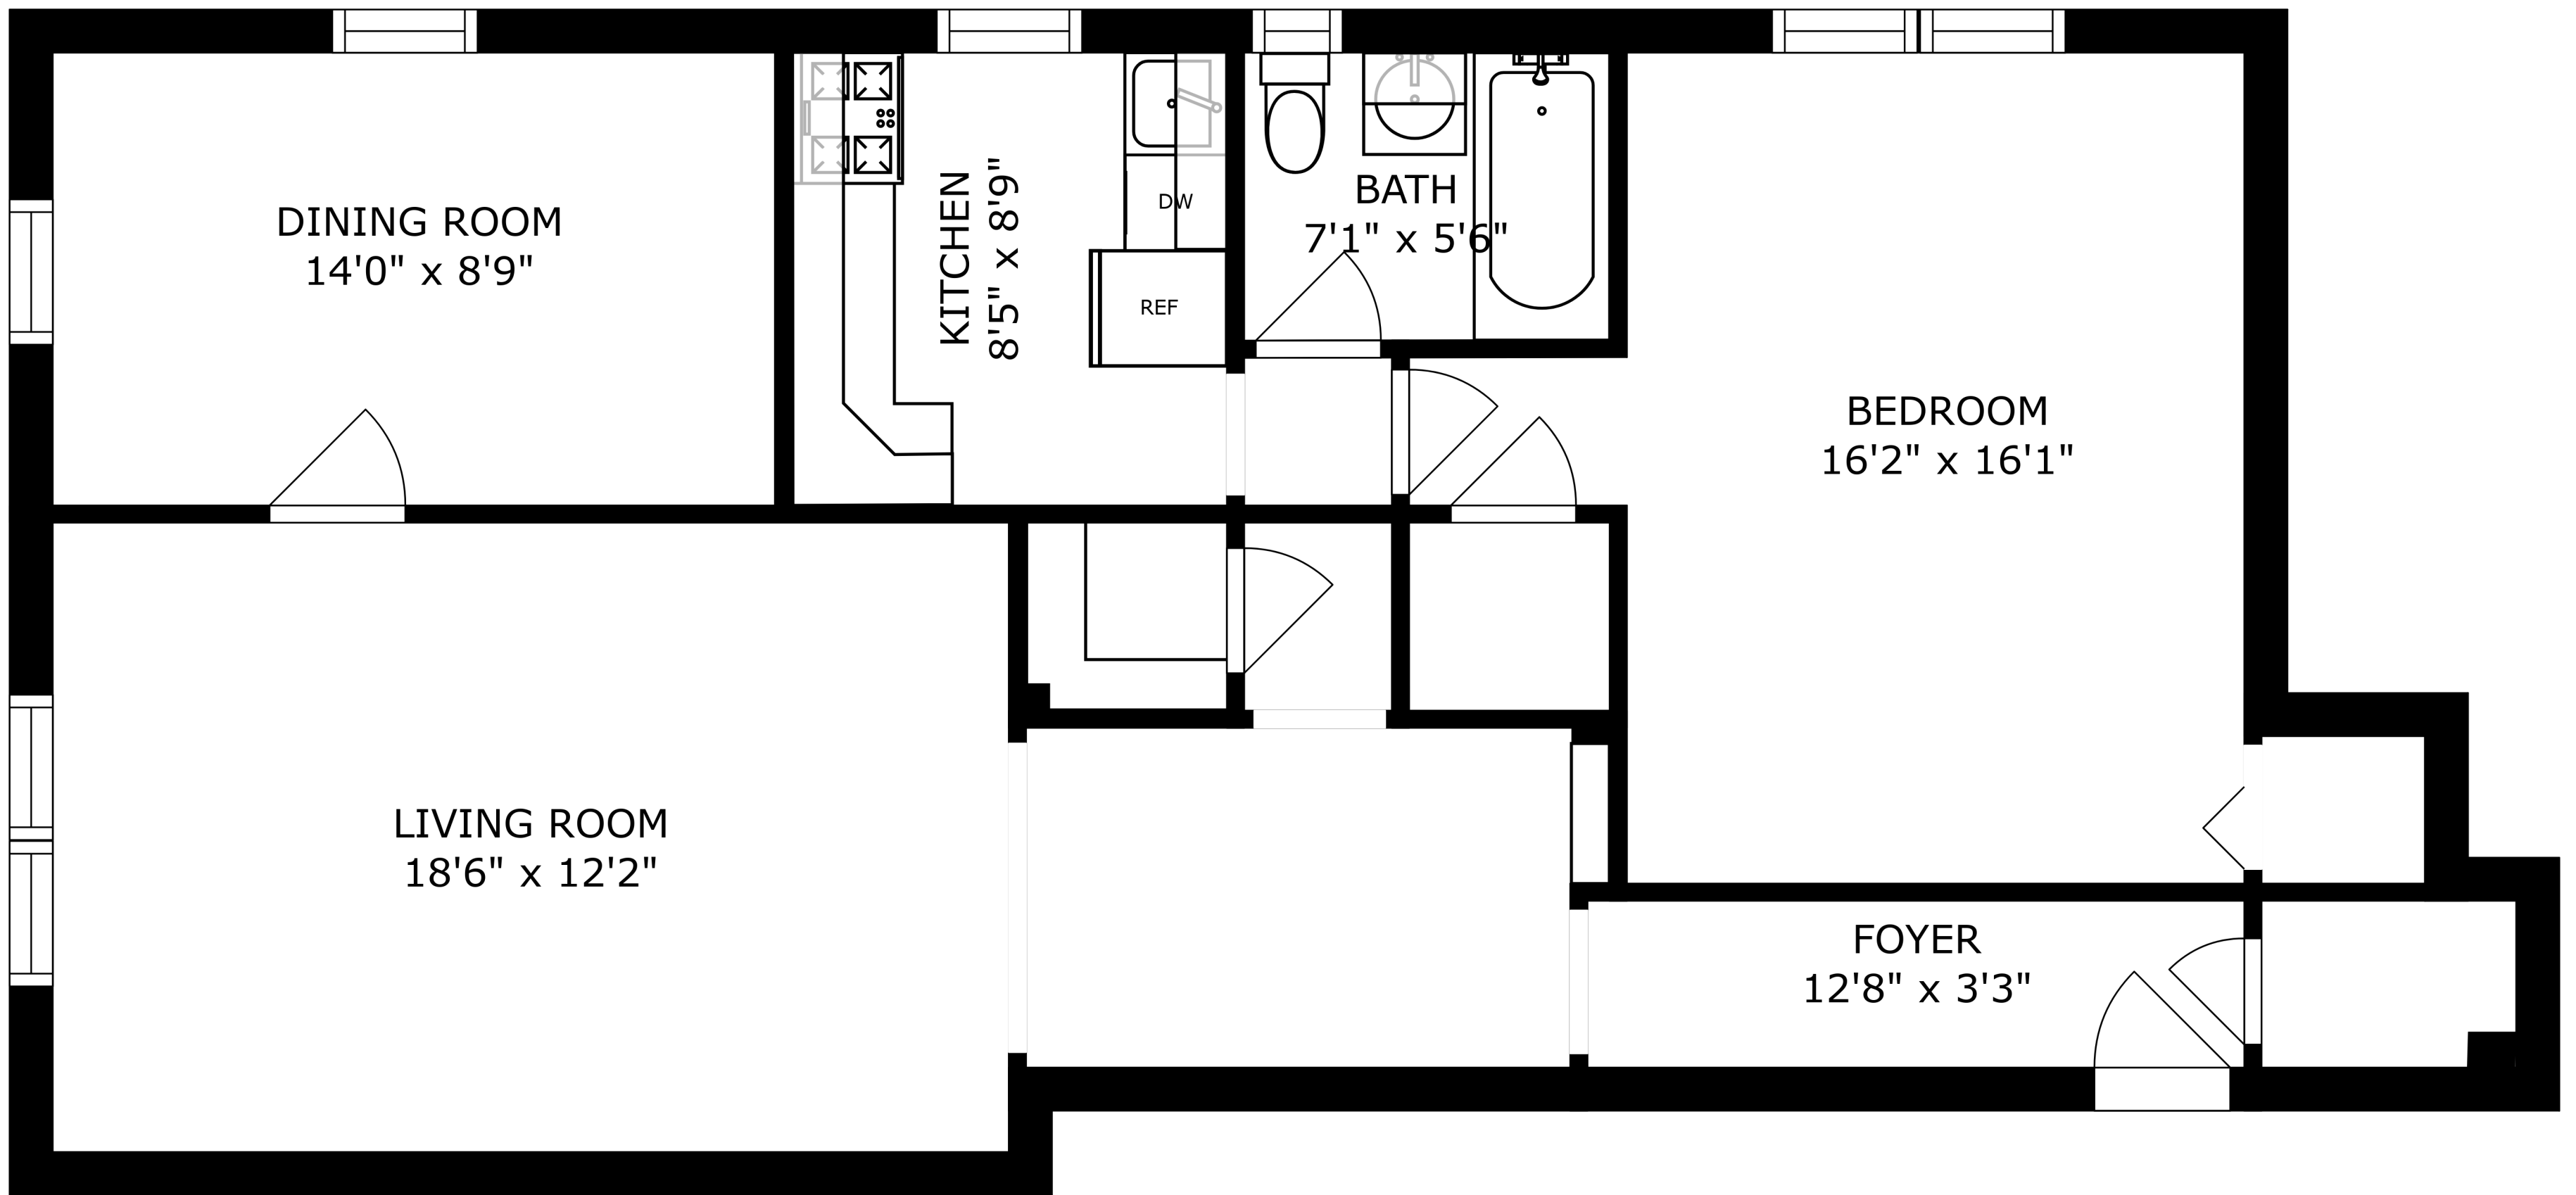 DINING ROOM
14'0" x 8'9"
KITCHEN
8'5" x 8'9"
DW
REF
BATH
7'1" x 5'6"
BEDROOM
16'2" x 16'1"
LIVING ROOM
18'6" x 12'2"
FOYER
12'8" x 3'3"